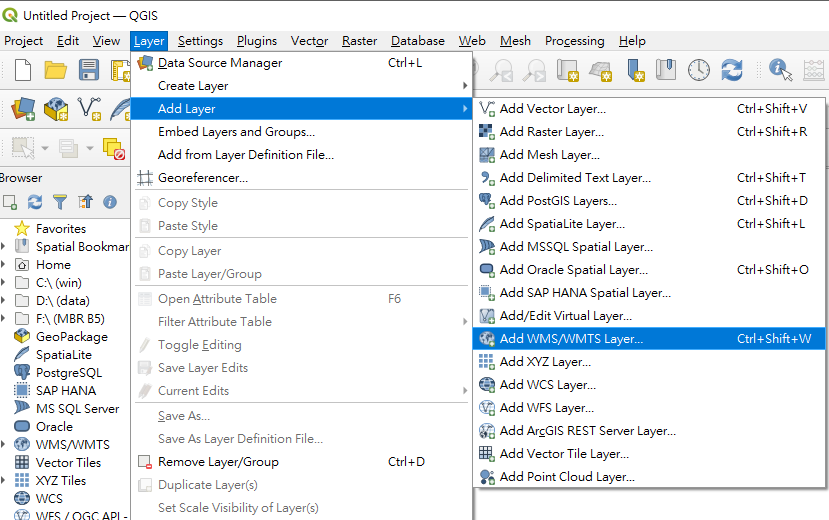 Untitled Project — QGIS
Project Edit View Layer Settings Plugins Vector Raster Database Web Mesh Processing Help
Data Source Manager Ctrl+L
Create Layer
Add Layer
Embed Layers and Groups...
Add from Layer Definition File...
Georeferencer...
Copy Style
Paste Style
Copy Layer
Paste Layer/Group
Open Attribute Table F6
Filter Attribute Table
Toggle Editing
Save Layer Edits
Current Edits
Save As...
Save As Layer Definition File...
Remove Layer/Group Ctrl+D
Duplicate Layer(s)
Set Scale Visibility of Layer(s)
Add Vector Layer... Ctrl+Shift+V
Add Raster Layer... Ctrl+Shift+R
Add Mesh Layer...
Add Delimited Text Layer... Ctrl+Shift+T
Add PostGIS Layers... Ctrl+Shift+D
Add SpatiaLite Layer... Ctrl+Shift+L
Add MSSQL Spatial Layer...
Add Oracle Spatial Layer... Ctrl+Shift+O
Add SAP HANA Spatial Layer...
Add/Edit Virtual Layer...
Add WMS/WMTS Layer... Ctrl+Shift+W
Add XYZ Layer...
Add WCS Layer...
Add WFS Layer...
Add ArcGIS REST Server Layer...
Add Vector Tile Layer...
Add Point Cloud Layer...
Browser
Favorites
Spatial Bookmar
Home
C:\ (win)
D:\ (data)
F:\ (MBR B5)
GeoPackage
SpatiaLite
PostgreSQL
SAP HANA
MS SQL Server
Oracle
WMS/WMTS
Vector Tiles
XYZ Tiles
WCS
WFS / OGC API -